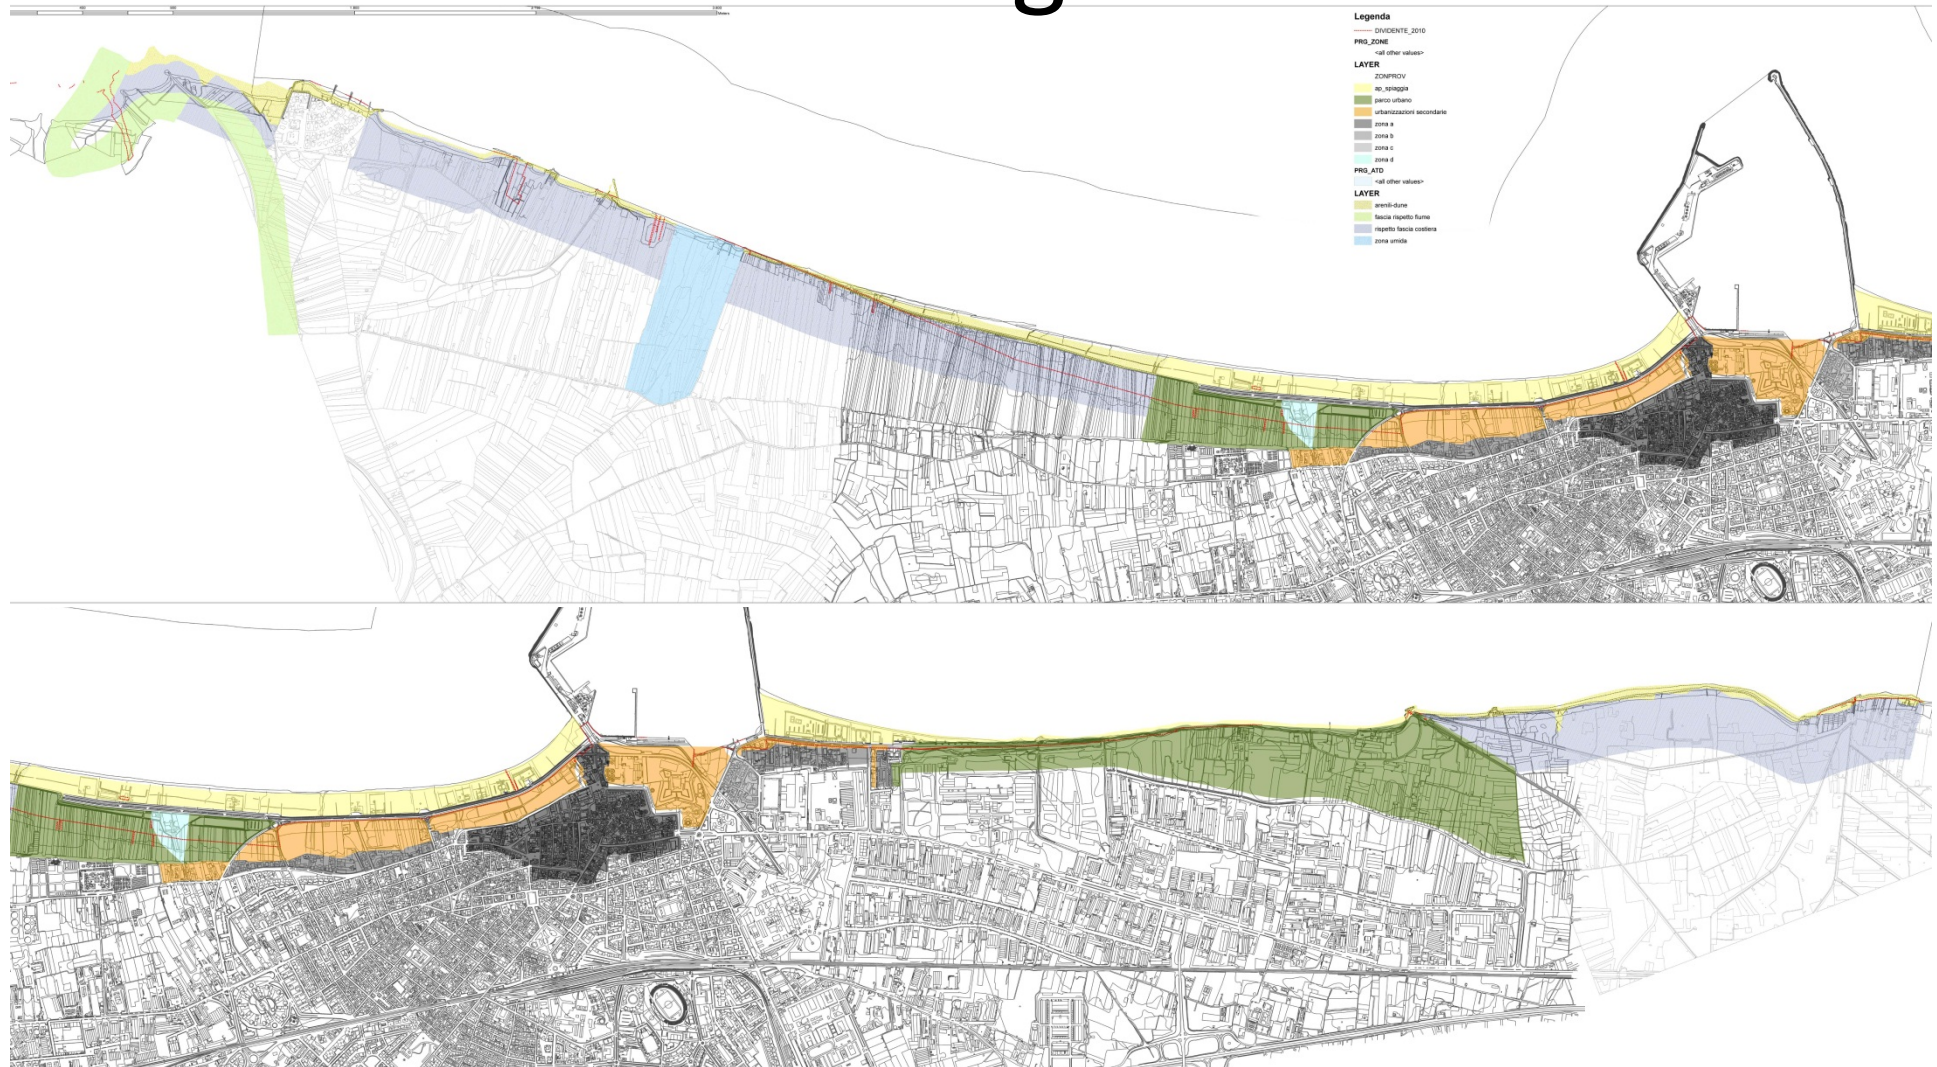 g
Meters
Legenda
DIVIDENTE_2010
PRG_ZONE
<all other values>
LAYER
ZONPROV
ap_spiaggia
parco urbano
urbanizzazioni secondarie
zona a
zona b
zona c
zona d
PRG_ATD
<all other values>
LAYER
arenili-dune
fascia rispetto fiume
rispetto fascia costiera
zona umida